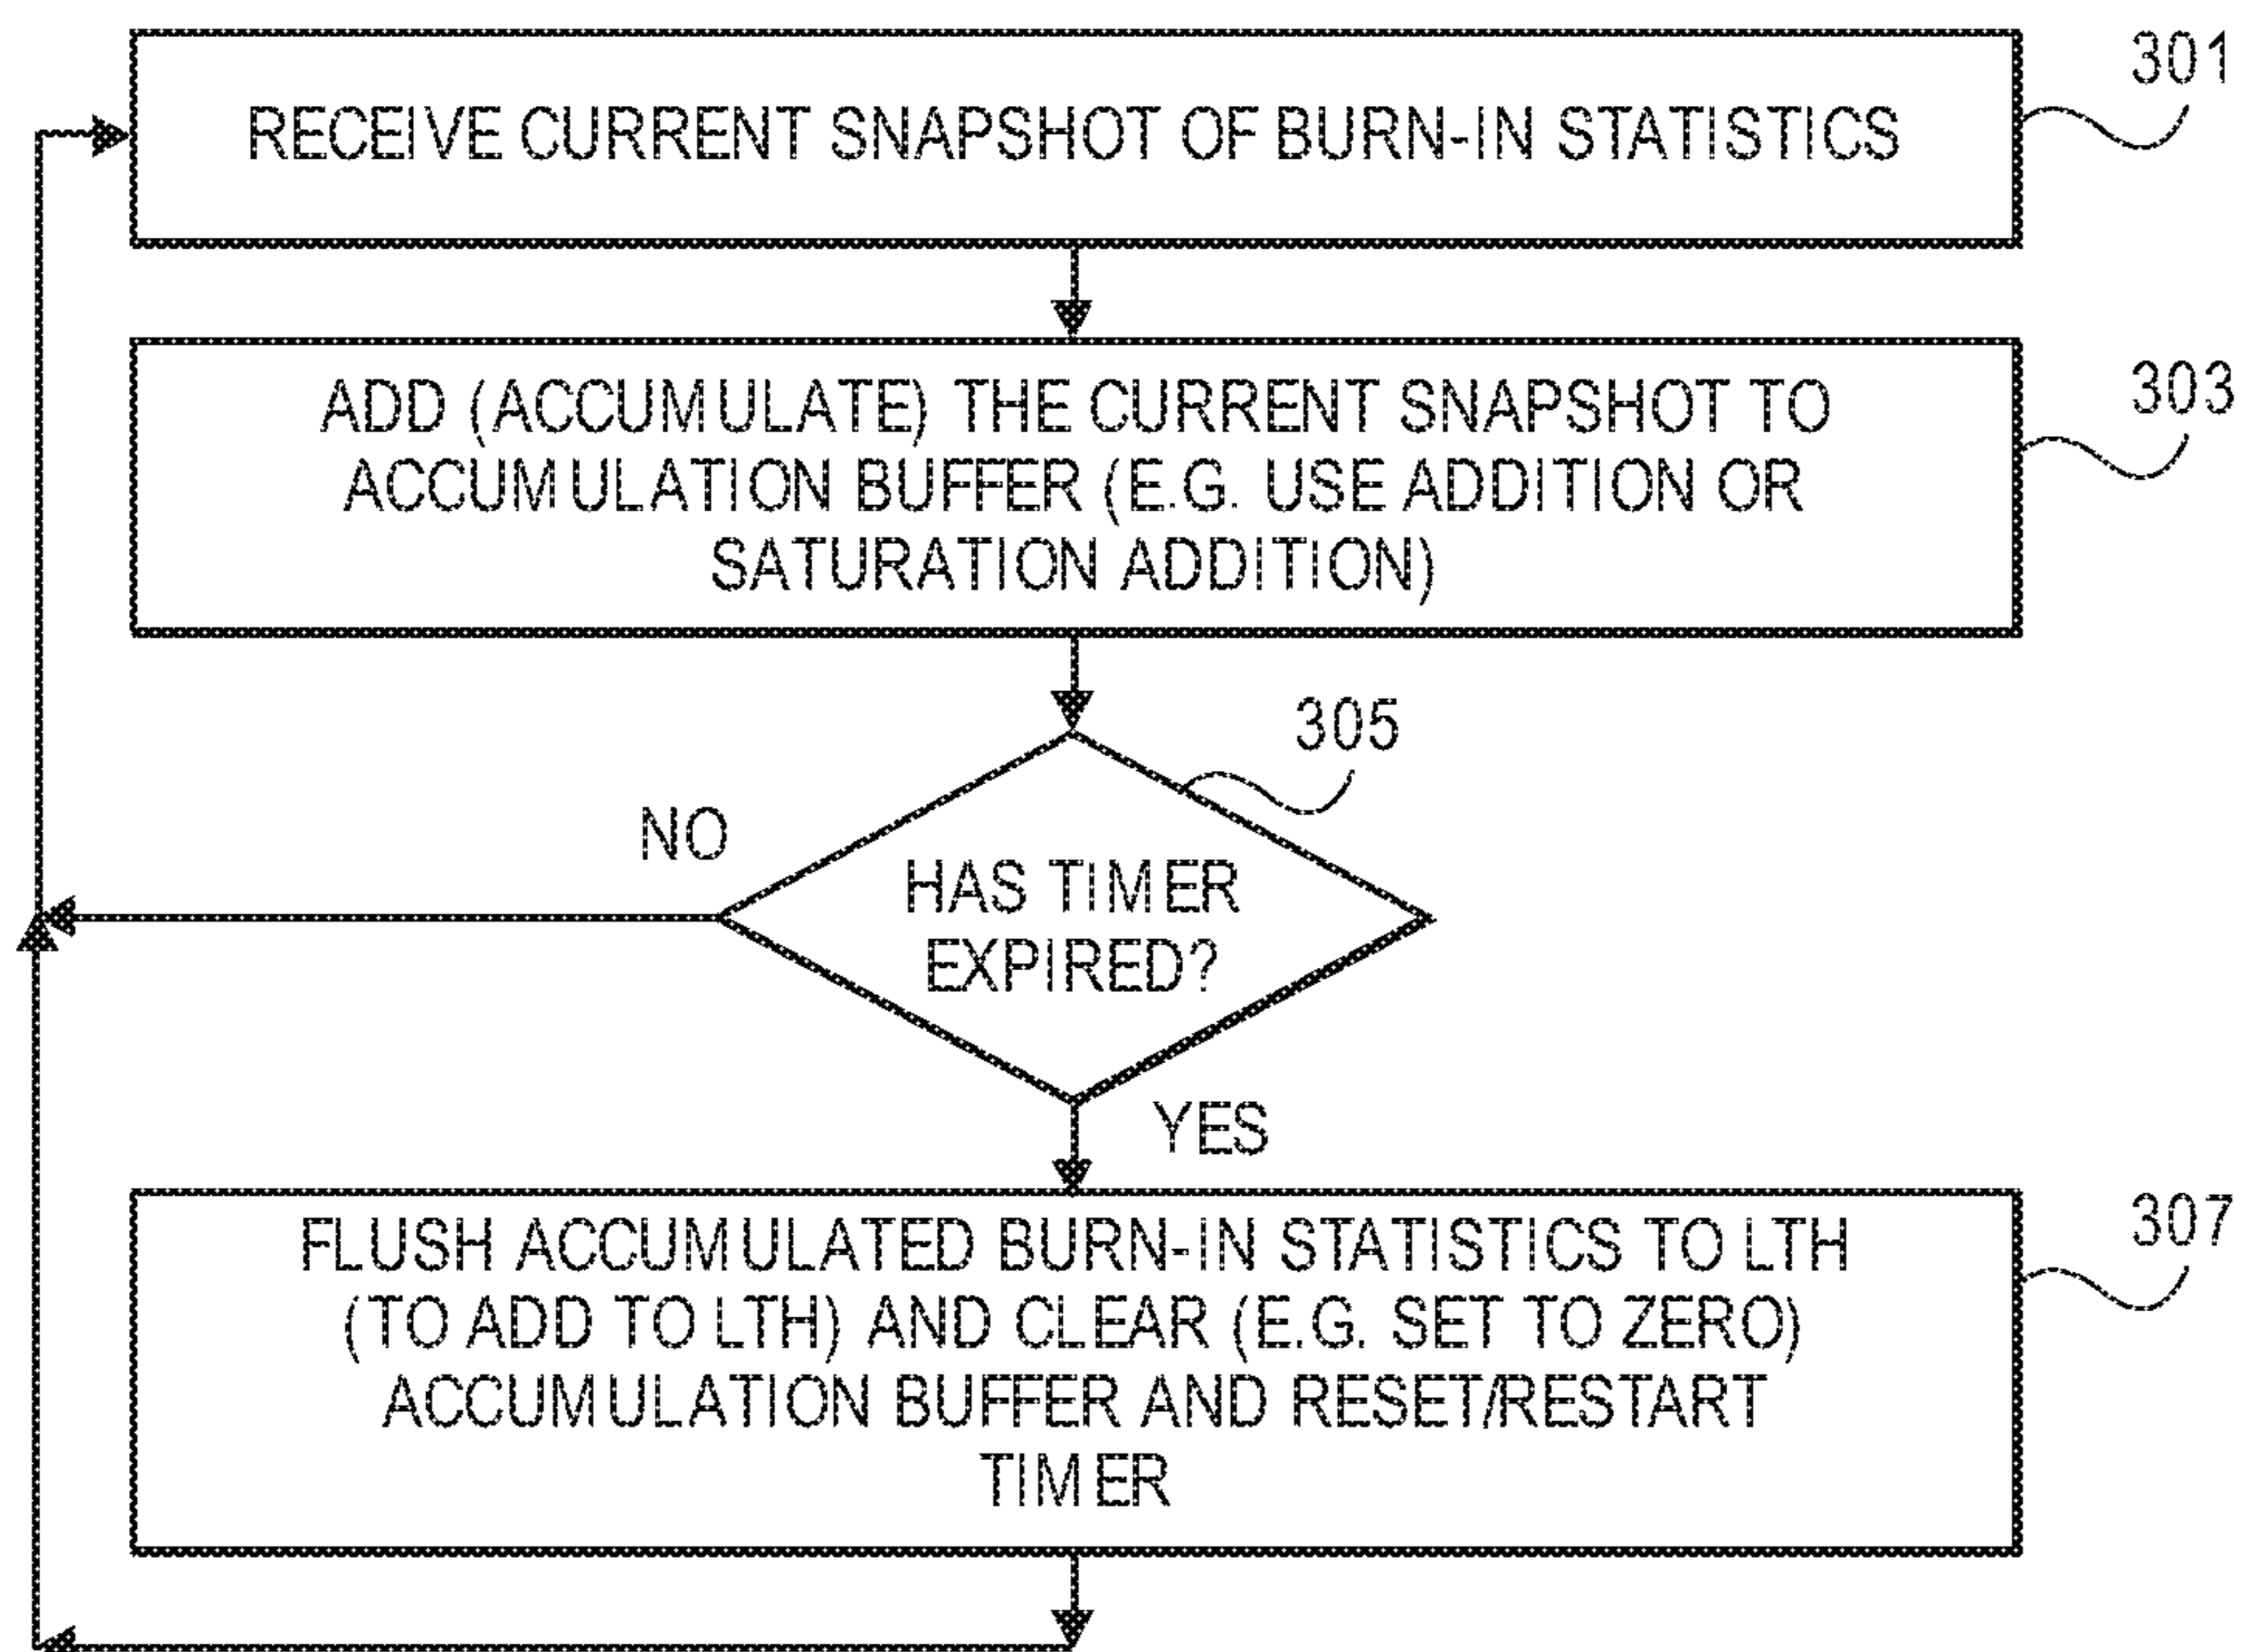 301
RECEIVE CURRENT SNAPSHOT OF BURN-IN STATISTICS
303
ADD (ACCUMULATE) THE CURRENT SNAPSHOT TO
ACCUMULATION BUFFER (E.G. USE ADDITION OR
SATURATION ADDITION)
305
NO
HAS TIMER
EXPIRED?
YES
307
FLUSH ACCUMULATED BURN-IN STATISTICS TO LTH
(TO ADD TO LTH) AND CLEAR (E.G. SET TO ZERO)
ACCUMULATION BUFFER AND RESET/RESTART
TIMER